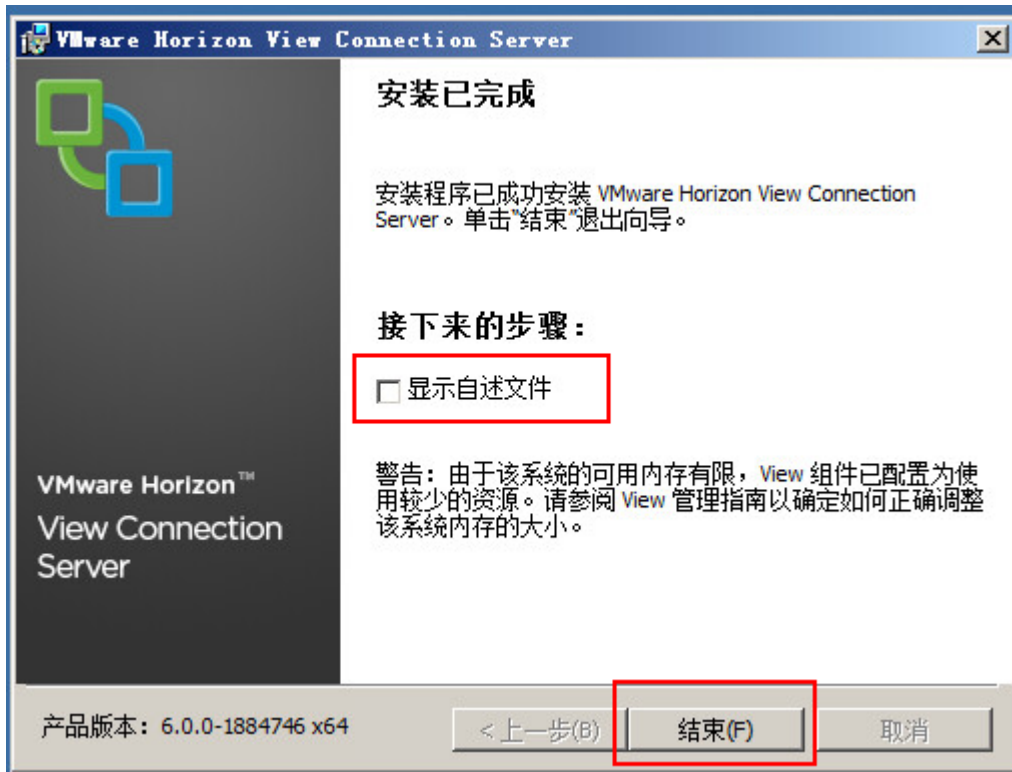 VMware Horizon View Connection Server
安装已完成
安装程序已成功安装 VMware Horizon View Connection
Server。单击“结束”退出向导。
接下来的步骤：
显示自述文件
警告：由于该系统的可用内存有限，View 组件已配置为使
用较少的资源。请参阅 View 管理指南以确定如何正确调整
该系统内存的大小。
VMware Horizon™
View Connection
Server
产品版本：6.0.0-1884746 x64
<上一步(B)
结束(F)
取消